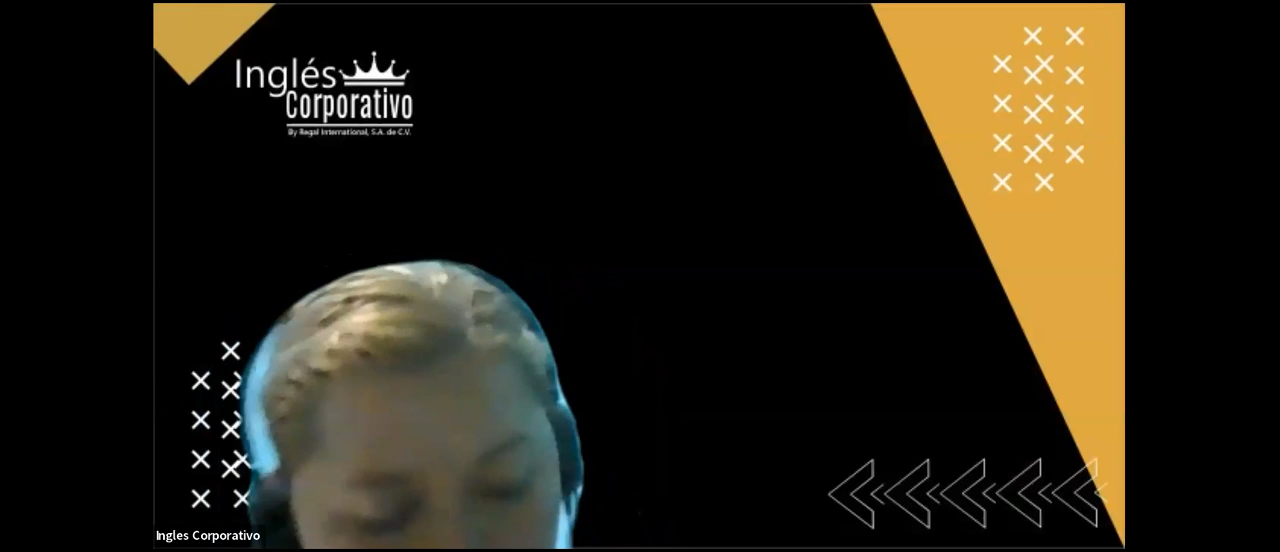 Inglés
Corporativo
By Regal International, S.A. de C.V.
Ingles Corporativo